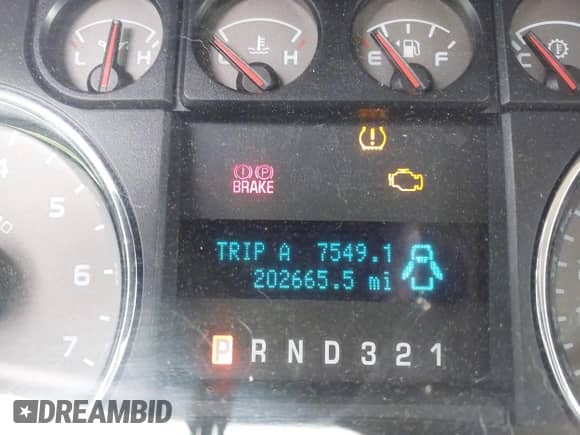 L H
C H
E F
C
BRAKE
5
6
7
TRIP A 7549.1
202665.5 mi
P R N D 3 2 1
DREAMBID